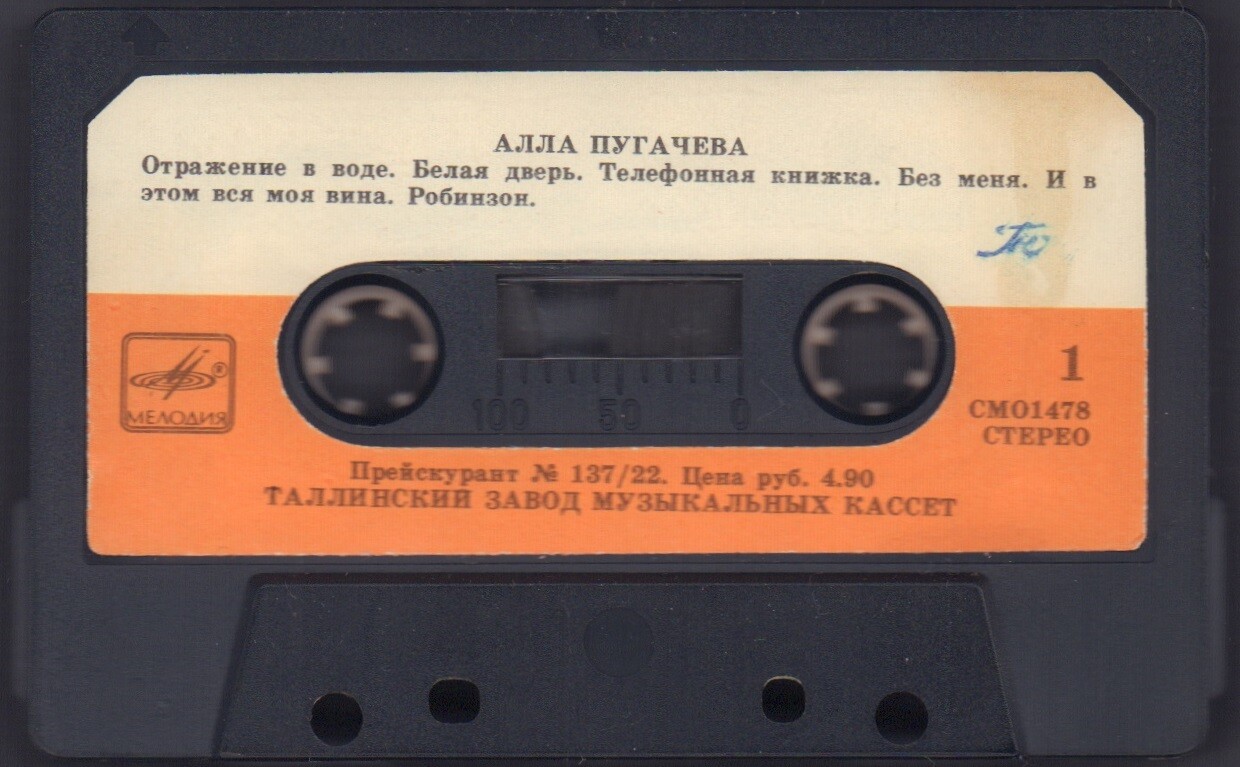 АЛЛА ПУГАЧЕВА
Отражение в воде. Белая дверь. Телефонная книжка. Без меня. И в
этом вся моя вина. Робинзон.
МЕЛОДИЯ
®
100 50 0
1
СМ01478
СТЕРЕО
Прейскурант № 137/22. Цена руб. 4.90
ТАЛЛИНСКИЙ ЗАВОД МУЗЫКАЛЬНЫХ КАССЕТ